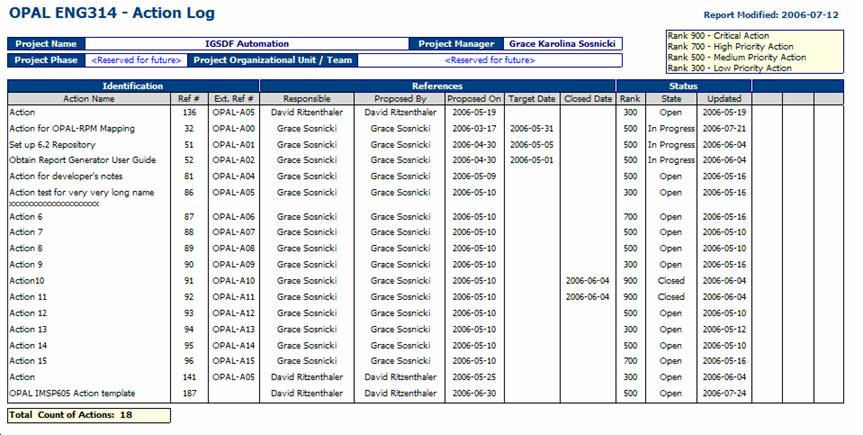 OPAL ENG314 - Action Log
Report Modified: 2006-07-12
Project Name IGSDF Automation Project Manager Grace Karolina Sosnicki
Project Phase <Reserved for future> Project Organizational Unit / Team <Reserved for future>
Rank 900 - Critical Action
Rank 700 - High Priority Action
Rank 500 - Medium Priority Action
Rank 300 - Low Priority Action
Identification References Status
Action Name Ref # Ext. Ref # Responsible Proposed By Proposed On Target Date Closed Date Rank State Updated
Action 136 OPAL-A05 David Ritzenthaler David Ritzenthaler 2006-05-19 300 Open 2006-05-19
Action for OPAL-RPM Mapping 32 OPAL-A00 Grace Sosnicki Grace Sosnicki 2006-03-17 2006-05-31 500 In Progress 2006-07-21
Set up 6.2 Repository 51 OPAL-A01 Grace Sosnicki Grace Sosnicki 2006-04-30 2006-05-05 500 In Progress 2006-06-04
Obtain Report Generator User Guide 52 OPAL-A02 Grace Sosnicki Grace Sosnicki 2006-04-30 2006-05-01 500 In Progress 2006-06-04
Action for developer's notes 81 OPAL-A04 Grace Sosnicki Grace Sosnicki 2006-05-09 500 Open 2006-05-16
Action test for very very long name 86 OPAL-A05 Grace Sosnicki Grace Sosnicki 2006-05-10 300 Open 2006-05-16
Action 6 87 OPAL-A06 Grace Sosnicki Grace Sosnicki 2006-05-10 700 Open 2006-05-16
Action 7 88 OPAL-A07 Grace Sosnicki Grace Sosnicki 2006-05-10 500 Open 2006-05-10
Action 8 89 OPAL-A08 Grace Sosnicki Grace Sosnicki 2006-05-10 500 Open 2006-05-10
Action 9 90 OPAL-A09 Grace Sosnicki Grace Sosnicki 2006-05-10 300 Open 2006-05-16
Action10 91 OPAL-A10 Grace Sosnicki Grace Sosnicki 2006-05-10 2006-06-04 900 Closed 2006-06-04
Action 11 92 OPAL-A11 Grace Sosnicki Grace Sosnicki 2006-05-10 2006-06-04 900 Closed 2006-06-04
Action 12 93 OPAL-A12 Grace Sosnicki Grace Sosnicki 2006-05-10 500 Open 2006-05-10
Action 13 94 OPAL-A13 Grace Sosnicki Grace Sosnicki 2006-05-10 300 Open 2006-05-12
Action 14 95 OPAL-A14 Grace Sosnicki Grace Sosnicki 2006-05-10 500 Open 2006-05-10
Action 15 96 OPAL-A15 Grace Sosnicki Grace Sosnicki 2006-05-10 700 Open 2006-05-16
Action 141 OPAL-A05 David Ritzenthaler David Ritzenthaler 2006-05-25 300 Open 2006-06-04
OPAL IMSP605 Action template 187 David Ritzenthaler David Ritzenthaler 2006-06-30 500 Open 2006-07-24
Total Count of Actions: 18